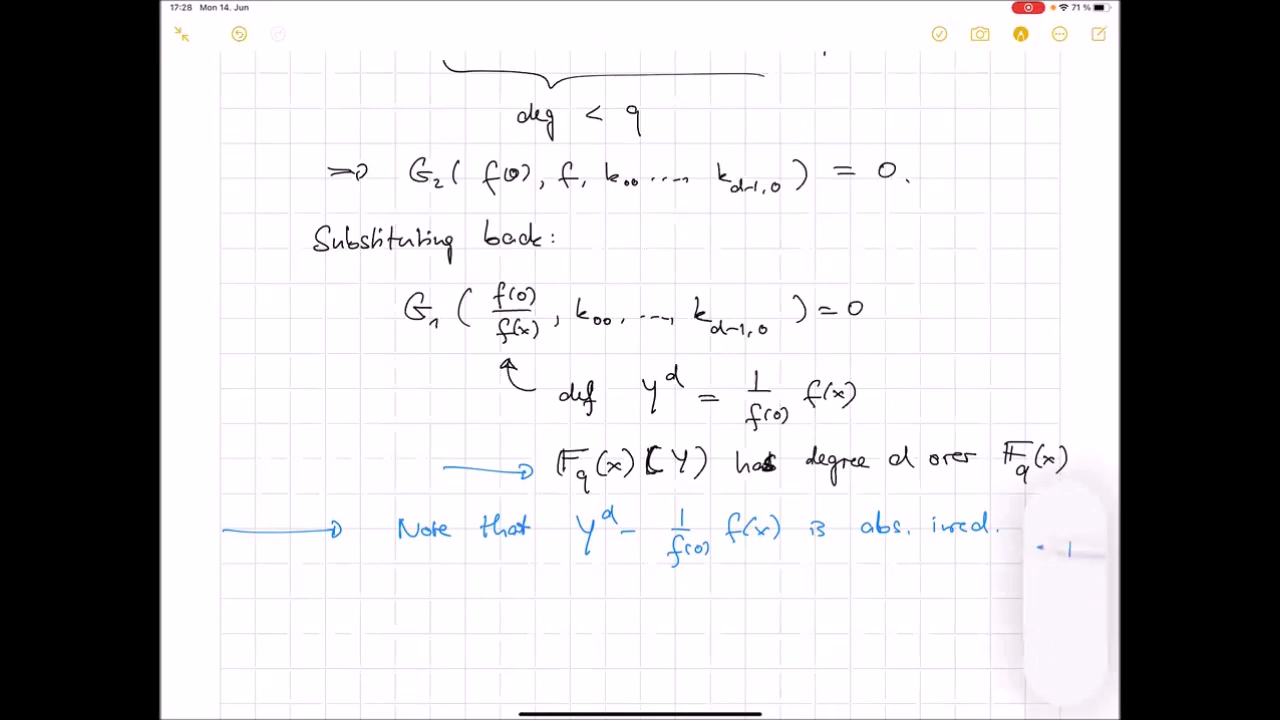 17:28 Mon 14. Jun
71 %
deg < q
⇒ G₂( f(0), f, k₀₀ ...., k_{d-1,0} ) = 0.
Substituting back:
G₁ ( f(0)/f(x), k₀₀, ...., k_{d-1,0} ) = 0
def y^d = 1/f(0) f(x)
→ 𝔽_q(x)(Y) has degree d over 𝔽_q(x)
→ Note that y^d - 1/f(0) f(x) is abs. irred.